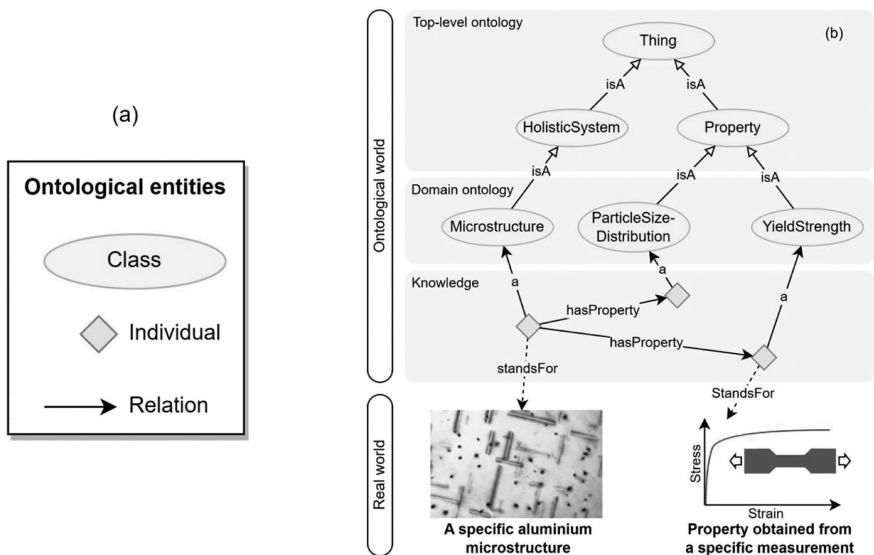 (a)
Ontological entities
Class
Individual
Relation
Ontological world
Real world
Top-level ontology
(b)
Thing
isA
isA
HolisticSystem
Property
isA
isA
isA
Domain ontology
Microstructure
ParticleSize-
Distribution
YieldStrength
Knowledge
a
a
a
hasProperty
hasProperty
standsFor
StandsFor
Stress
Strain
A specific aluminium
microstructure
Property obtained from
a specific measurement